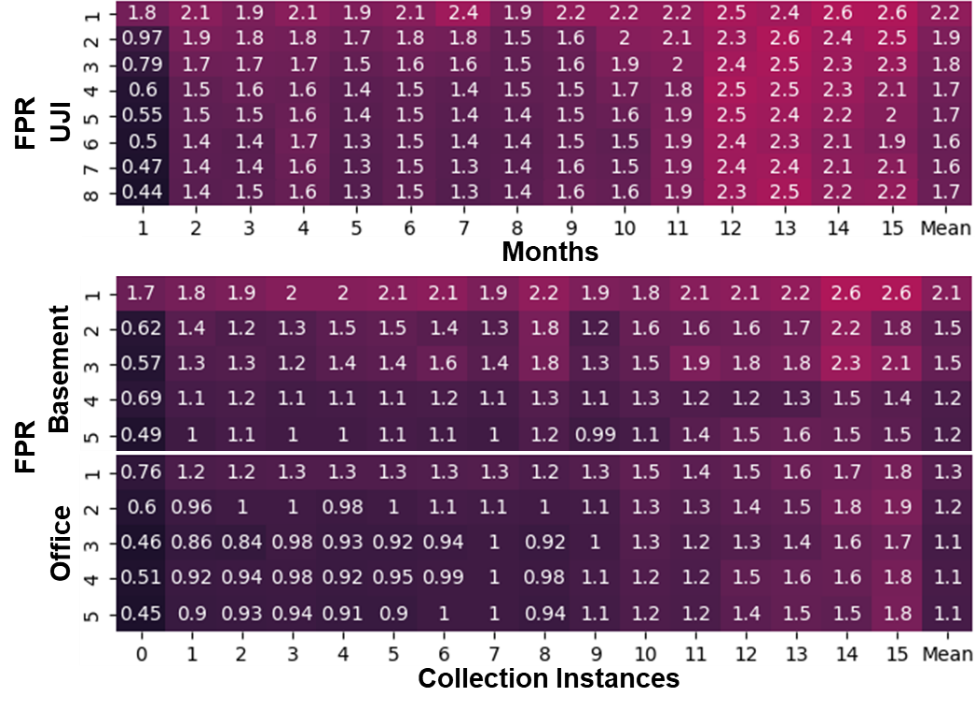 FPR
UJI
1 1.8 2.1 1.9 2.1 1.9 2.1 2.4 1.9 2.2 2.2 2.2 2.5 2.4 2.6 2.6 2.2
2 0.97 1.9 1.8 1.8 1.7 1.8 1.8 1.5 1.6 2 2.1 2.3 2.6 2.4 2.5 1.9
3 0.79 1.7 1.7 1.7 1.5 1.6 1.6 1.5 1.6 1.9 2 2.4 2.5 2.3 2.3 1.8
4 0.6 1.5 1.6 1.6 1.4 1.5 1.4 1.5 1.5 1.7 1.8 2.5 2.5 2.3 2.1 1.7
5 0.55 1.5 1.5 1.6 1.4 1.5 1.4 1.4 1.5 1.6 1.9 2.5 2.4 2.2 2 1.7
6 0.5 1.4 1.4 1.7 1.3 1.5 1.4 1.4 1.5 1.5 1.9 2.4 2.3 2.1 1.9 1.6
7 0.47 1.4 1.4 1.6 1.3 1.5 1.3 1.4 1.5 1.6 1.9 2.4 2.4 2.1 2.1 1.6
8 0.44 1.4 1.5 1.6 1.3 1.5 1.3 1.4 1.6 1.6 1.9 2.3 2.5 2.2 2.2 1.7
1 2 3 4 5 6 7 8 9 10 11 12 13 14 15 Mean
Months
FPR
Basement
1 1.7 1.8 1.9 2 2 2.1 2.1 1.9 2.2 1.9 1.8 2.1 2.1 2.2 2.6 2.6 2.1
2 0.62 1.4 1.2 1.3 1.5 1.5 1.4 1.3 1.8 1.2 1.6 1.6 1.6 1.7 2.2 1.8 1.5
3 0.57 1.3 1.3 1.2 1.4 1.4 1.6 1.4 1.8 1.3 1.5 1.9 1.8 1.8 2.3 2.1 1.5
4 0.69 1.1 1.2 1.1 1.1 1.1 1.2 1.1 1.3 1.1 1.3 1.2 1.2 1.3 1.5 1.4 1.2
5 0.49 1 1.1 1 1 1.1 1.1 1 1.2 0.99 1.1 1.4 1.5 1.6 1.5 1.5 1.2
Office
1 0.76 1.2 1.2 1.3 1.3 1.3 1.3 1.3 1.2 1.3 1.5 1.4 1.5 1.6 1.7 1.8 1.3
2 0.6 0.96 1 1 0.98 1 1.1 1.1 1 1.1 1.3 1.3 1.4 1.5 1.8 1.9 1.2
3 0.46 0.86 0.84 0.98 0.93 0.92 0.94 1 0.92 1 1.3 1.2 1.3 1.4 1.6 1.7 1.1
4 0.51 0.92 0.94 0.98 0.92 0.95 0.99 1 0.98 1.1 1.2 1.2 1.5 1.6 1.6 1.8 1.1
5 0.45 0.9 0.93 0.94 0.91 0.9 1 1 0.94 1.1 1.2 1.2 1.4 1.5 1.5 1.8 1.1
0 1 2 3 4 5 6 7 8 9 10 11 12 13 14 15 Mean
Collection Instances